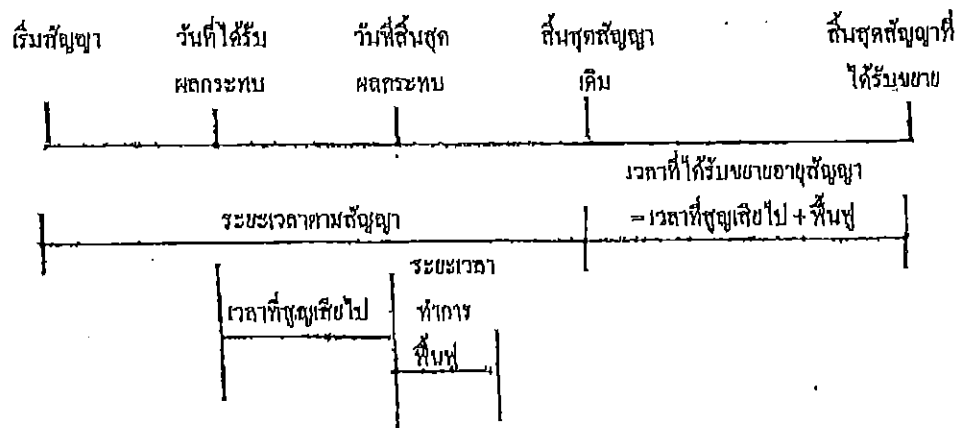 เริ่มสัญญา วันที่ได้รับ วันที่สิ้นสุด สิ้นสุดสัญญา สิ้นสุดสัญญาที่
ผลกระทบ ผลกระทบ เดิม ได้รับขยาย
เวลาที่ได้รับขยายอายุสัญญา
ระยะเวลาตามสัญญา = เวลาที่สูญเสียไป + ฟื้นฟู
ระยะเวลา
เวลาที่สูญเสียไป ทำการ
ฟื้นฟู